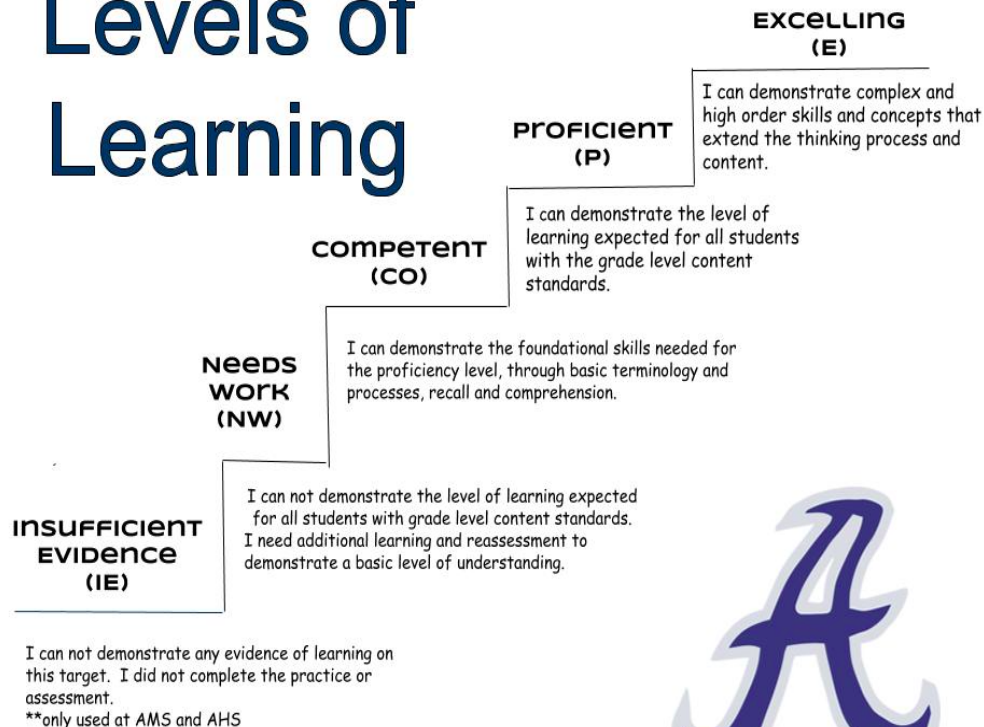 Levels of
Learning
EXCELLING
(E)
I can demonstrate complex and
high order skills and concepts that
extend the thinking process and
content.
PROFICIENT
(P)
I can demonstrate the level of
learning expected for all students
with the grade level content
standards.
COMPETENT
(CO)
I can demonstrate the foundational skills needed for
the proficiency level, through basic terminology and
processes, recall and comprehension.
NEEDS
WORK
(NW)
I can not demonstrate the level of learning expected
for all students with grade level content standards.
I need additional learning and reassessment to
demonstrate a basic level of understanding.
INSUFFICIENT
EVIDENCE
(IE)
I can not demonstrate any evidence of learning on
this target. I did not complete the practice or
assessment.
**only used at AMS and AHS
A